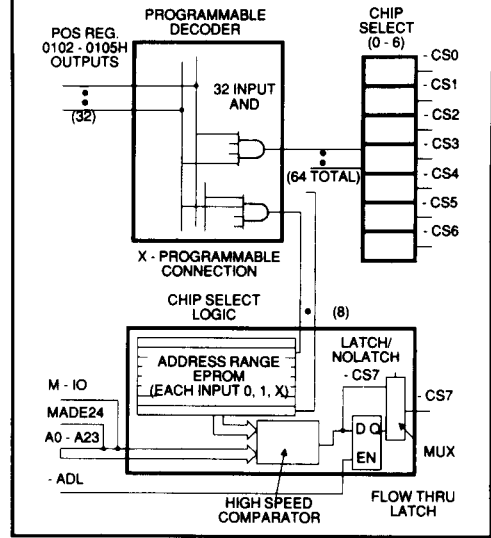 PROGRAMMABLE
DECODER
CHIP
SELECT
(0 - 6)
POS REG.
0102 - 0105H
OUTPUTS
(32)
32 INPUT
AND
(64 TOTAL)
- CS0
- CS1
- CS2
- CS3
- CS4
- CS5
- CS6
X - PROGRAMMABLE
CONNECTION
CHIP SELECT
LOGIC
(8)
ADDRESS RANGE
EPROM
(EACH INPUT 0, 1, X)
LATCH/
NOLATCH
- CS7
- CS7
M - IO
MADE24
A0 - A23
- ADL
D Q
EN
MUX
HIGH SPEED
COMPARATOR
FLOW THRU
LATCH